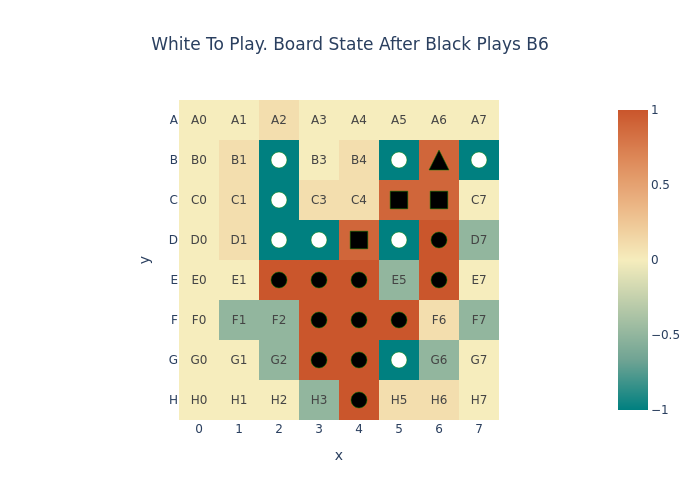 White To Play. Board State After Black Plays B6
A A0 A1 A2 A3 A4 A5 A6 A7
B B0 B1 B3 B4
C C0 C1 C3 C4 C7
D D0 D1 D7
E E0 E1 E5 E7
F F0 F1 F2 F6 F7
G G0 G1 G2 G6 G7
H H0 H1 H2 H3 H5 H6 H7
0 1 2 3 4 5 6 7
x
y
1
0.5
0
−0.5
−1